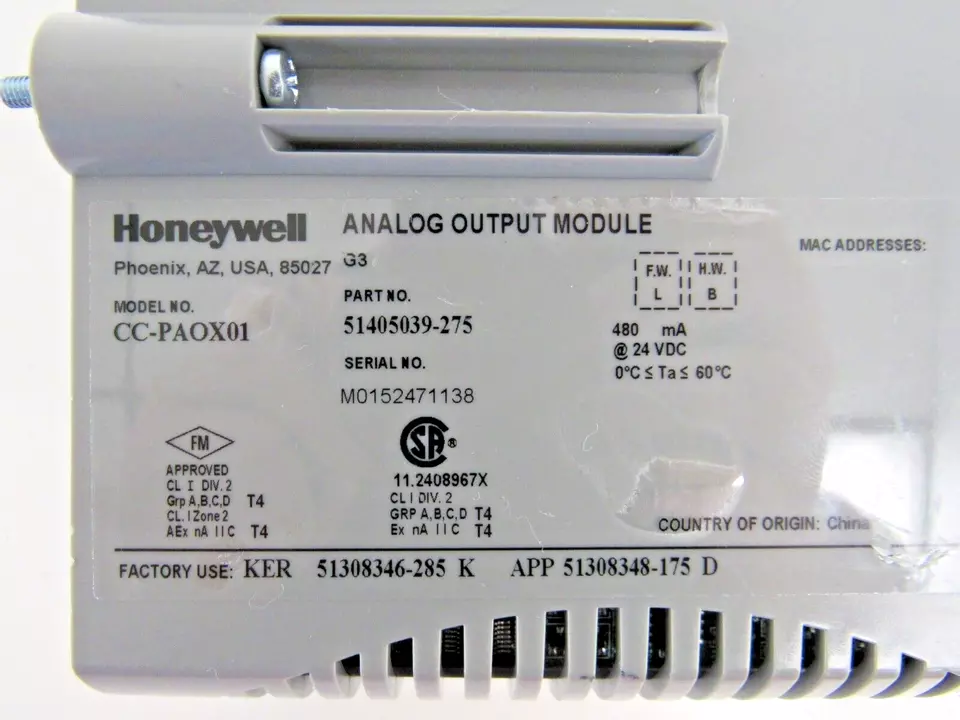 Honeywell
Phoenix, AZ, USA, 85027
MODEL NO.
CC-PAOX01
ANALOG OUTPUT MODULE
G3
PART NO.
51405039-275
SERIAL NO.
M0152471138
F.W. H.W.
L B
MAC ADDRESSES:
480 mA
@ 24 VDC
0°C ≤ Ta ≤ 60°C
FM
APPROVED
CL I DIV. 2
Grp A,B,C,D T4
CL. I Zone 2
AEx nA IIC T4
SA®
11.2408967X
CL I DIV. 2
GRP A,B,C,D T4
Ex nA IIC T4
COUNTRY OF ORIGIN: China
FACTORY USE: KER 51308346-285 K APP 51308348-175 D